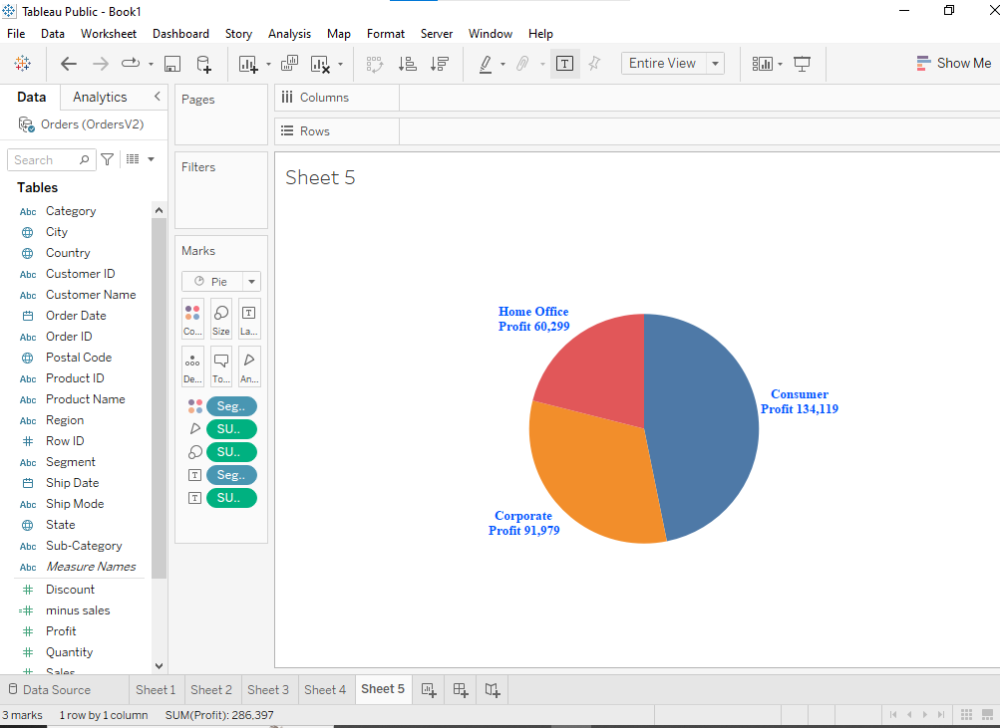 Tableau Public - Book1
File Data Worksheet Dashboard Story Analysis Map Format Server Window Help
Entire View
Show Me
Data Analytics
Orders (OrdersV2)
Search
Tables
Abc Category
City
Country
Abc Customer ID
Abc Customer Name
Order Date
Abc Order ID
Postal Code
Abc Product ID
Abc Product Name
Abc Region
# Row ID
Abc Segment
Ship Date
Abc Ship Mode
State
Abc Sub-Category
Abc Measure Names
# Discount
=# minus sales
# Profit
# Quantity
# Sales
Pages
Filters
Marks
Pie
Co... Size La...
De... To... An...
Seg..
SU..
SU..
T Seg..
T SU..
Columns
Rows
Sheet 5
Home Office
Profit 60,299
Consumer
Profit 134,119
Corporate
Profit 91,979
Data Source Sheet 1 Sheet 2 Sheet 3 Sheet 4 Sheet 5
3 marks 1 row by 1 column SUM(Profit): 286,397